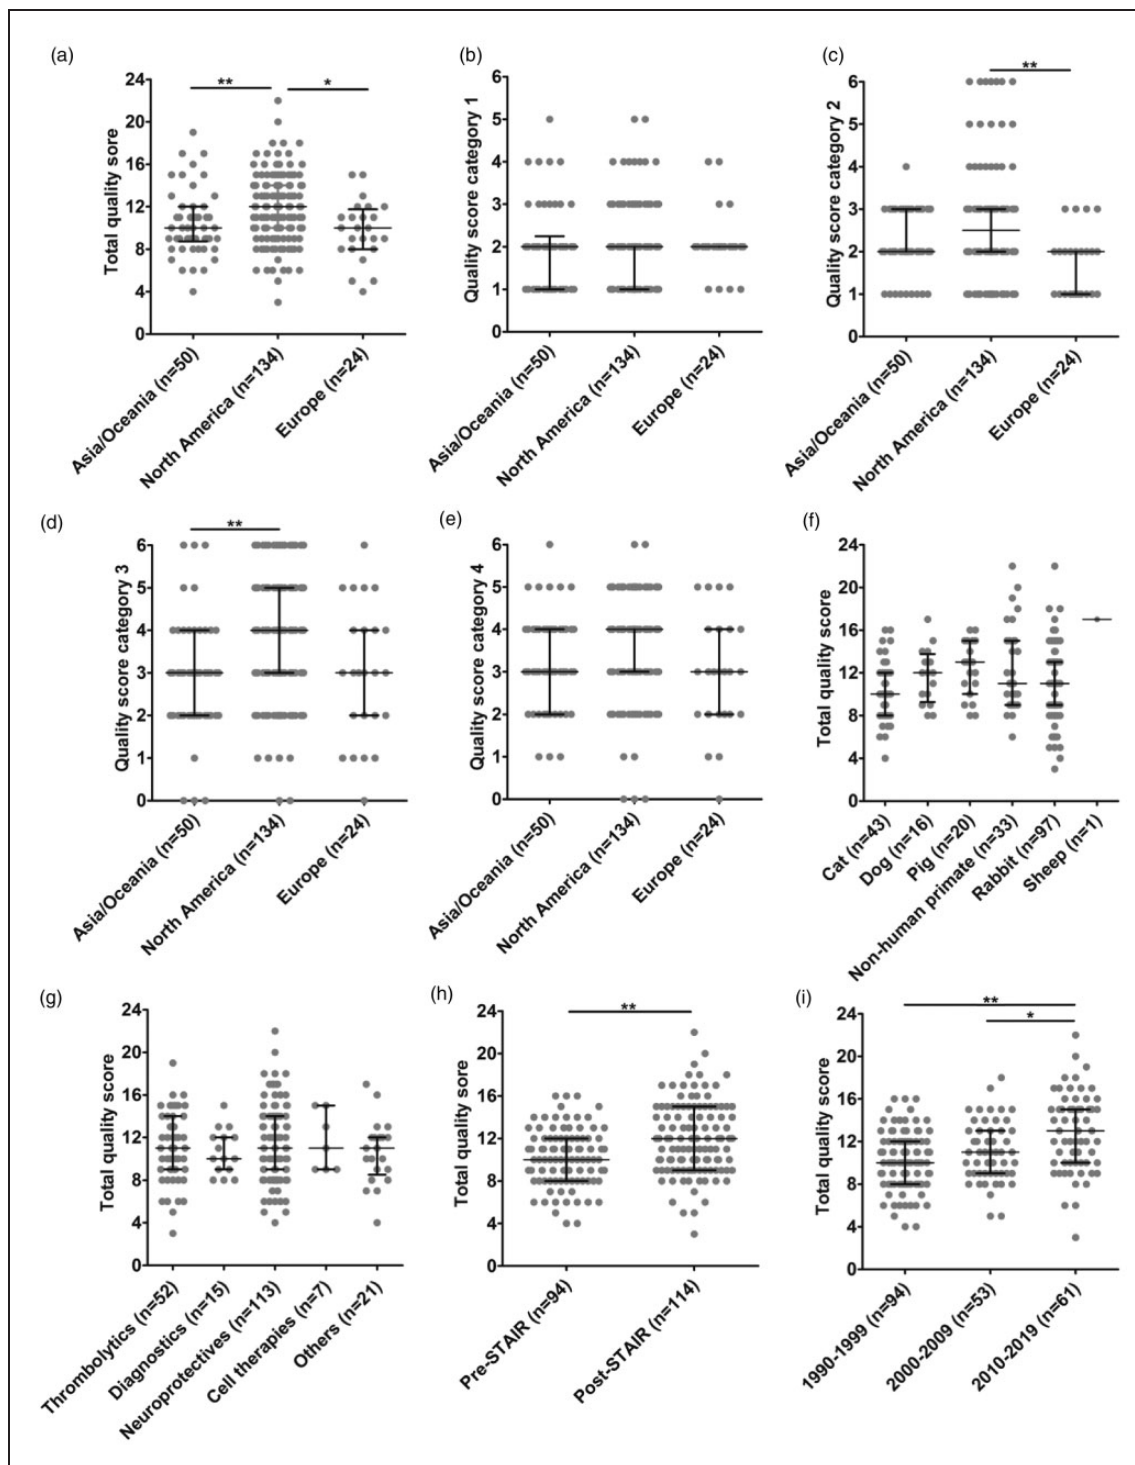 (a)
Total quality sore
24
20
16
12
8
4
0
**
*
Asia/Oceania (n=50)
North America (n=134)
Europe (n=24)
(b)
Quality score category 1
6
5
4
3
2
1
0
Asia/Oceania (n=50)
North America (n=134)
Europe (n=24)
(c)
Quality score category 2
6
5
4
3
2
1
0
**
Asia/Oceania (n=50)
North America (n=134)
Europe (n=24)
(d)
Quality score category 3
6
5
4
3
2
1
0
**
Asia/Oceania (n=50)
North America (n=134)
Europe (n=24)
(e)
Quality score category 4
6
5
4
3
2
1
0
Asia/Oceania (n=50)
North America (n=134)
Europe (n=24)
(f)
Total quality score
24
20
16
12
8
4
0
Cat (n=43)
Dog (n=16)
Pig (n=20)
Non-human primate (n=33)
Rabbit (n=97)
Sheep (n=1)
(g)
Total quality score
24
20
16
12
8
4
0
Thrombolytics (n=52)
Diagnostics (n=15)
Neuroprotectives (n=113)
Cell therapies (n=7)
Others (n=21)
(h)
Total quality sore
24
20
16
12
8
4
0
**
Pre-STAIR (n=94)
Post-STAIR (n=114)
(i)
Total quality score
24
20
16
12
8
4
0
**
*
1990-1999 (n=94)
2000-2009 (n=53)
2010-2019 (n=61)